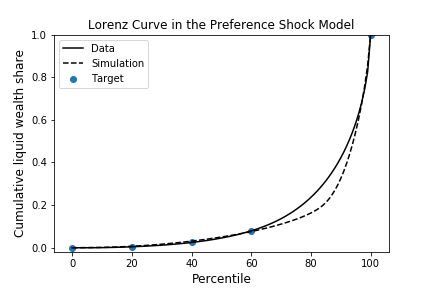 Lorenz Curve in the Preference Shock Model
Data
Simulation
Target
Cumulative liquid wealth share
1.0
0.8
0.6
0.4
0.2
0.0
0 20 40 60 80 100
Percentile